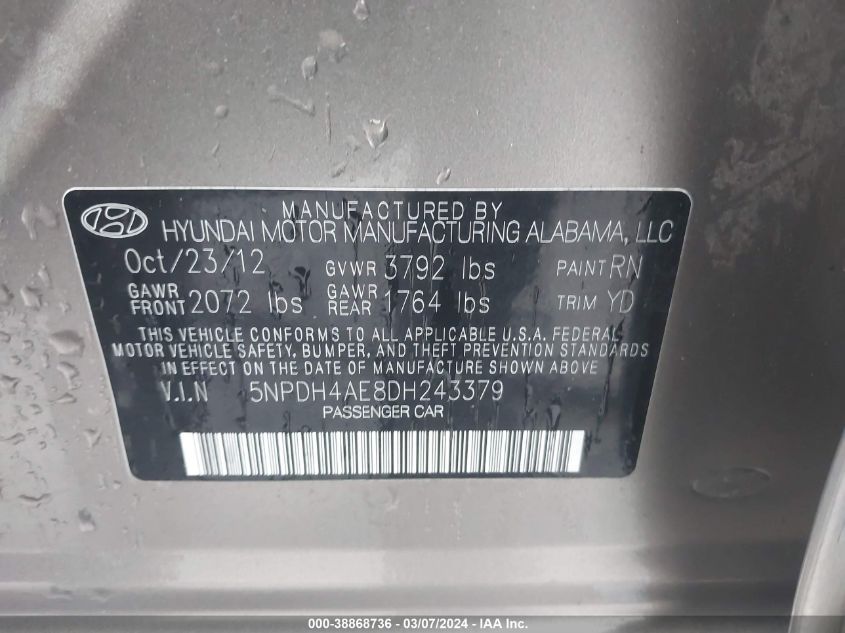 MANUFACTURED BY
HYUNDAI MOTOR MANUFACTURING ALABAMA, LLC
Oct/23/12 GVWR 3792 lbs PAINT RN
GAWR FRONT 2072 lbs GAWR REAR 1764 lbs TRIM YD
THIS VEHICLE CONFORMS TO ALL APPLICABLE U.S.A. FEDERAL
MOTOR VEHICLE SAFETY, BUMPER, AND THEFT PREVENTION STANDARDS
IN EFFECT ON THE DATE OF MANUFACTURE SHOWN ABOVE
V.I.N 5NPDH4AE8DH243379
PASSENGER CAR
000-38868736 - 03/07/2024 - IAA Inc.